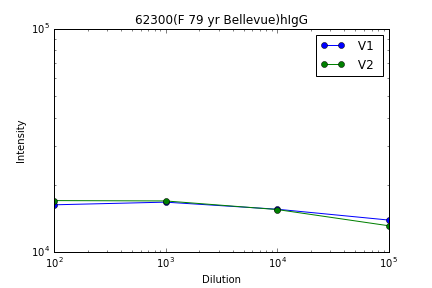 62300(F 79 yr Bellevue)hIgG
10^5
V1
V2
Intensity
10^4
10^2
10^3
10^4
10^5
Dilution